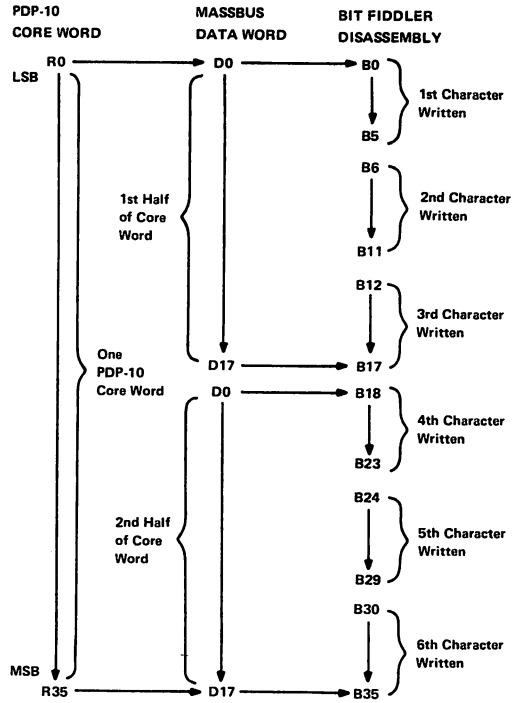 PDP-10
CORE WORD
MASSBUS
DATA WORD
BIT FIDDLER
DISASSEMBLY
R0
D0
B0
LSB
1st Character
Written
B5
B6
1st Half
of Core
Word
2nd Character
Written
B11
B12
3rd Character
Written
One
PDP-10
Core Word
D17
B17
D0
B18
4th Character
Written
B23
B24
2nd Half
of Core
Word
5th Character
Written
B29
B30
6th Character
Written
MSB
R35
D17
B35